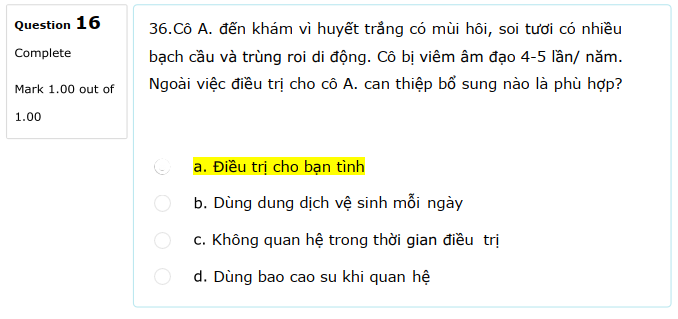 Question 16
Complete
Mark 1.00 out of
1.00
36.Cô A. đến khám vì huyết trắng có mùi hôi, soi tươi có nhiều
bạch cầu và trùng roi di động. Cô bị viêm âm đạo 4-5 lần/ năm.
Ngoài việc điều trị cho cô A. can thiệp bổ sung nào là phù hợp?
a. Điều trị cho bạn tình
b. Dùng dung dịch vệ sinh mỗi ngày
c. Không quan hệ trong thời gian điều trị
d. Dùng bao cao su khi quan hệ